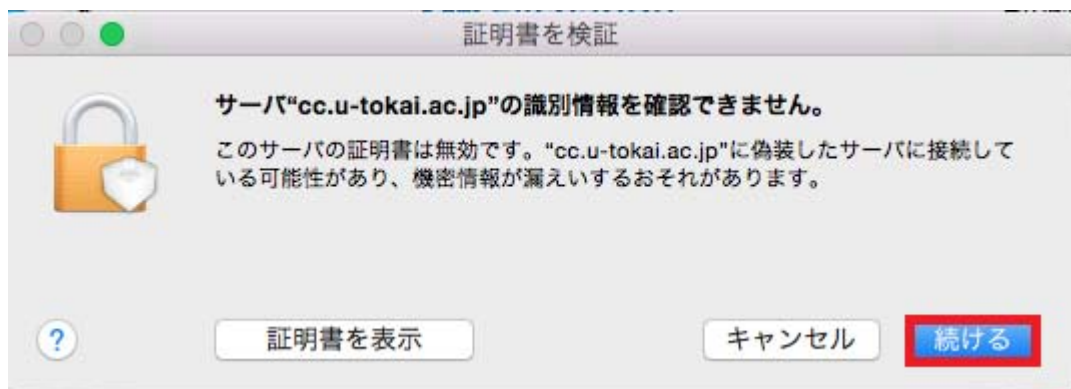 証明書を検証
サーバ“cc.u-tokai.ac.jp”の識別情報を確認できません。
このサーバの証明書は無効です。“cc.u-tokai.ac.jp”に偽装したサーバに接続して
いる可能性があり、機密情報が漏えいするおそれがあります。
?
証明書を表示
キャンセル
続ける